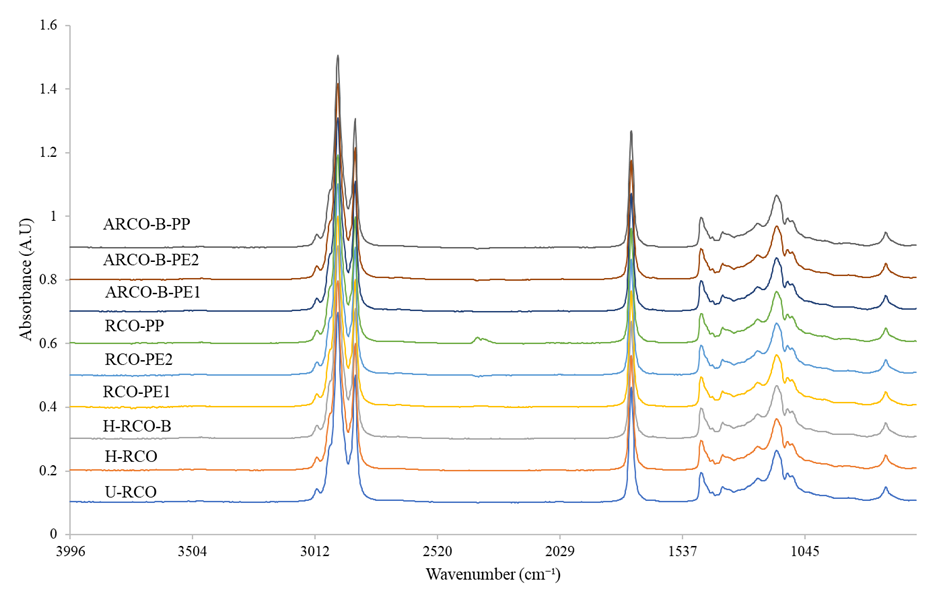 1.6
1.4
1.2
1
0.8
0.6
0.4
0.2
0
Absorbance (A.U)
ARCO-B-PP
ARCO-B-PE2
ARCO-B-PE1
RCO-PP
RCO-PE2
RCO-PE1
H-RCO-B
H-RCO
U-RCO
3996 3504 3012 2520 2029 1537 1045
Wavenumber (cm⁻¹)